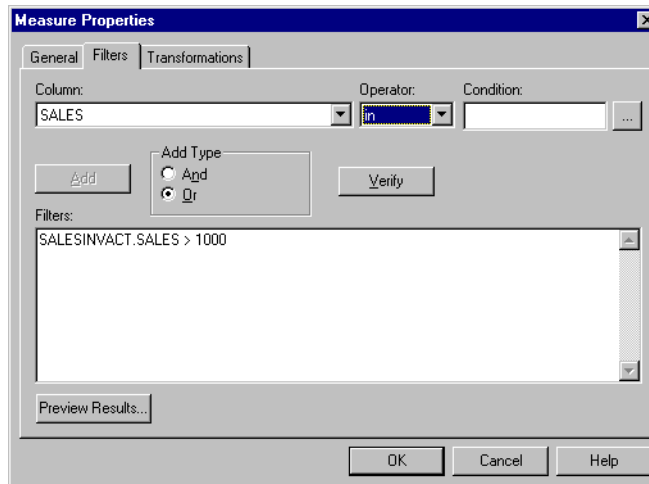 Measure Properties
General Filters Transformations
Column: Operator: Condition:
SALES in ...
Add Type
Add And Verify
Or
Filters:
SALESINVACT.SALES > 1000
Preview Results...
OK Cancel Help